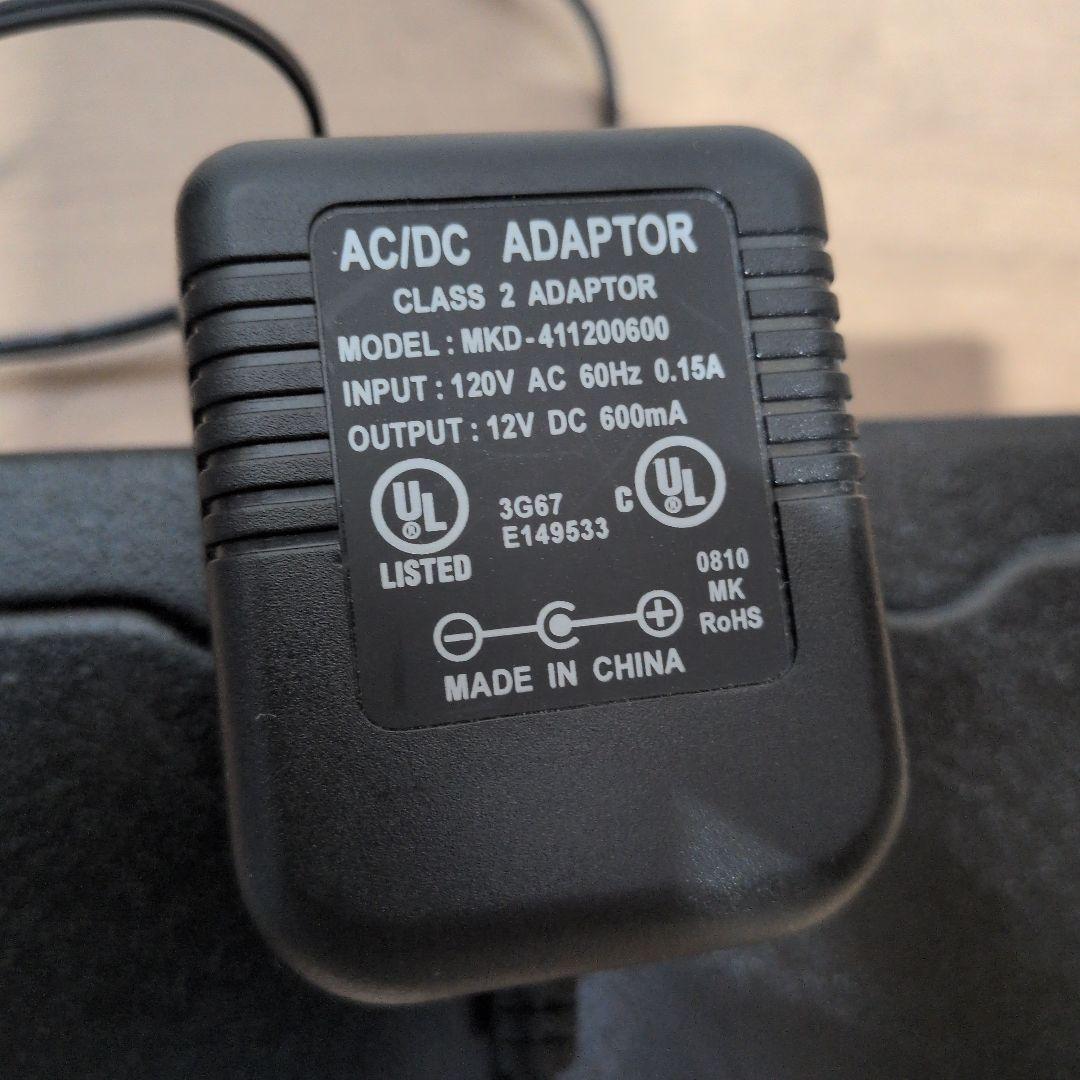 AC/DC ADAPTOR
CLASS 2 ADAPTOR
MODEL : MKD-411200600
INPUT : 120V AC 60Hz 0.15A
OUTPUT : 12V DC 600mA
UL ®
LISTED
3G67
E149533
C UL ®
0810
MK
RoHS
MADE IN CHINA